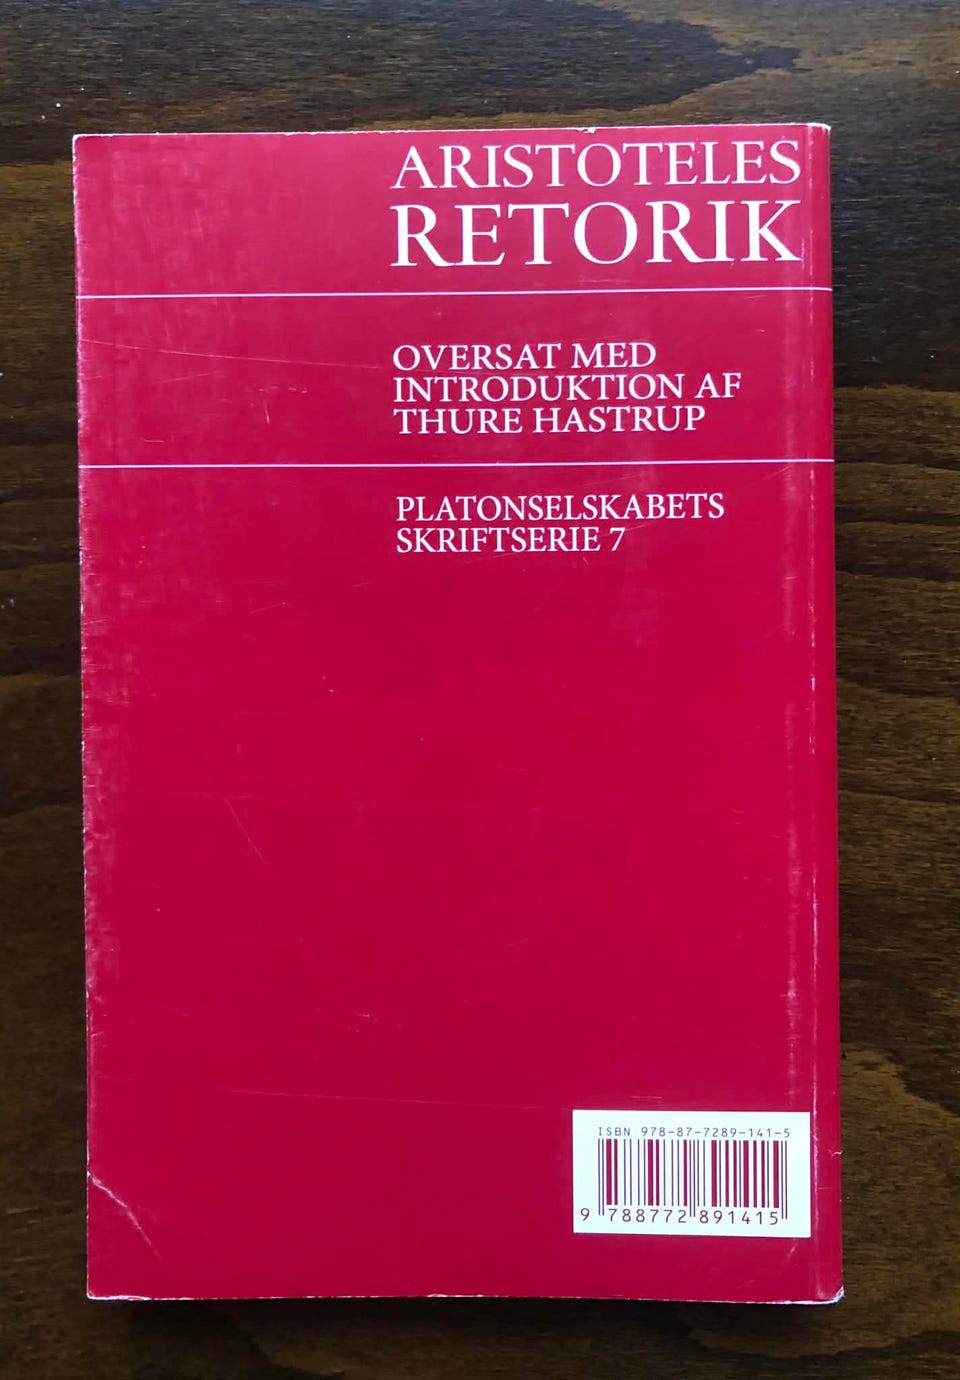 ARISTOTELES
RETORIK
OVERSAT MED
INTRODUKTION AF
THURE HASTRUP
PLATONSELSKABETS
SKRIFTSERIE 7
ISBN 978-87-7289-141-5
9 788772 891415